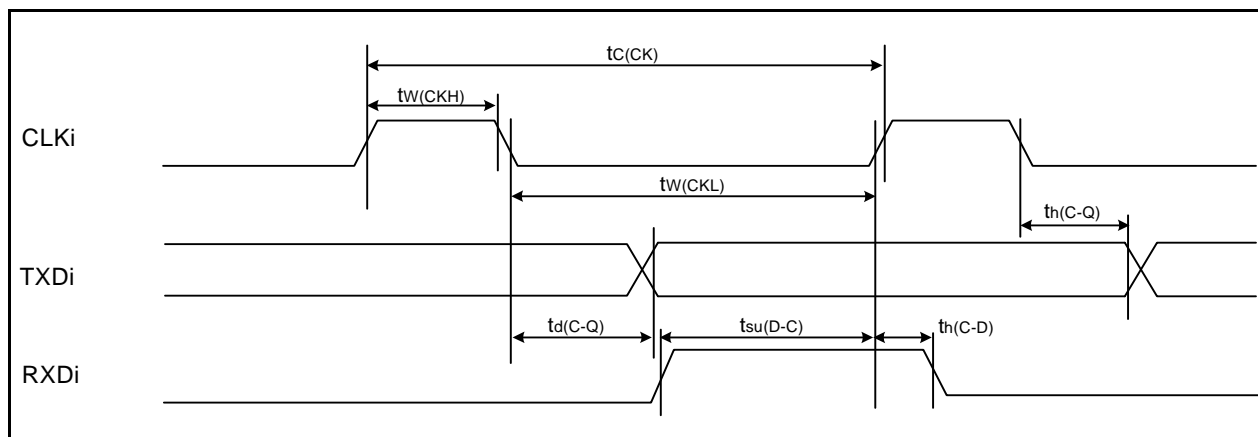 tC(CK)
tW(CKH)
CLKi
tW(CKL)
th(C-Q)
TXDi
td(C-Q)
tsu(D-C)
th(C-D)
RXDi